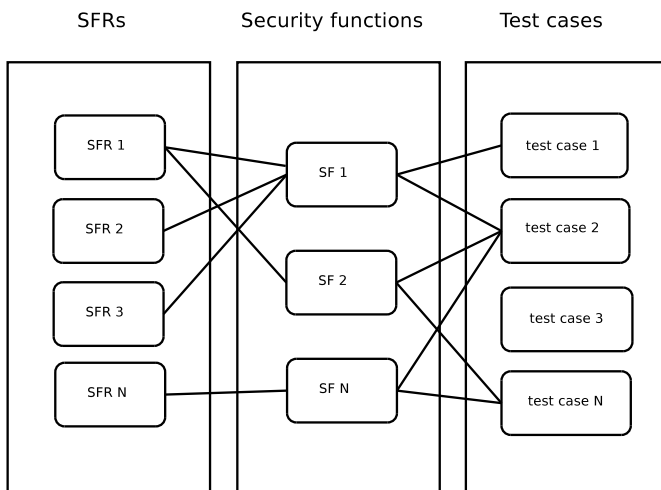 SFRs
Security functions
Test cases
SFR 1
SFR 2
SFR 3
SFR N
SF 1
SF 2
SF N
test case 1
test case 2
test case 3
test case N